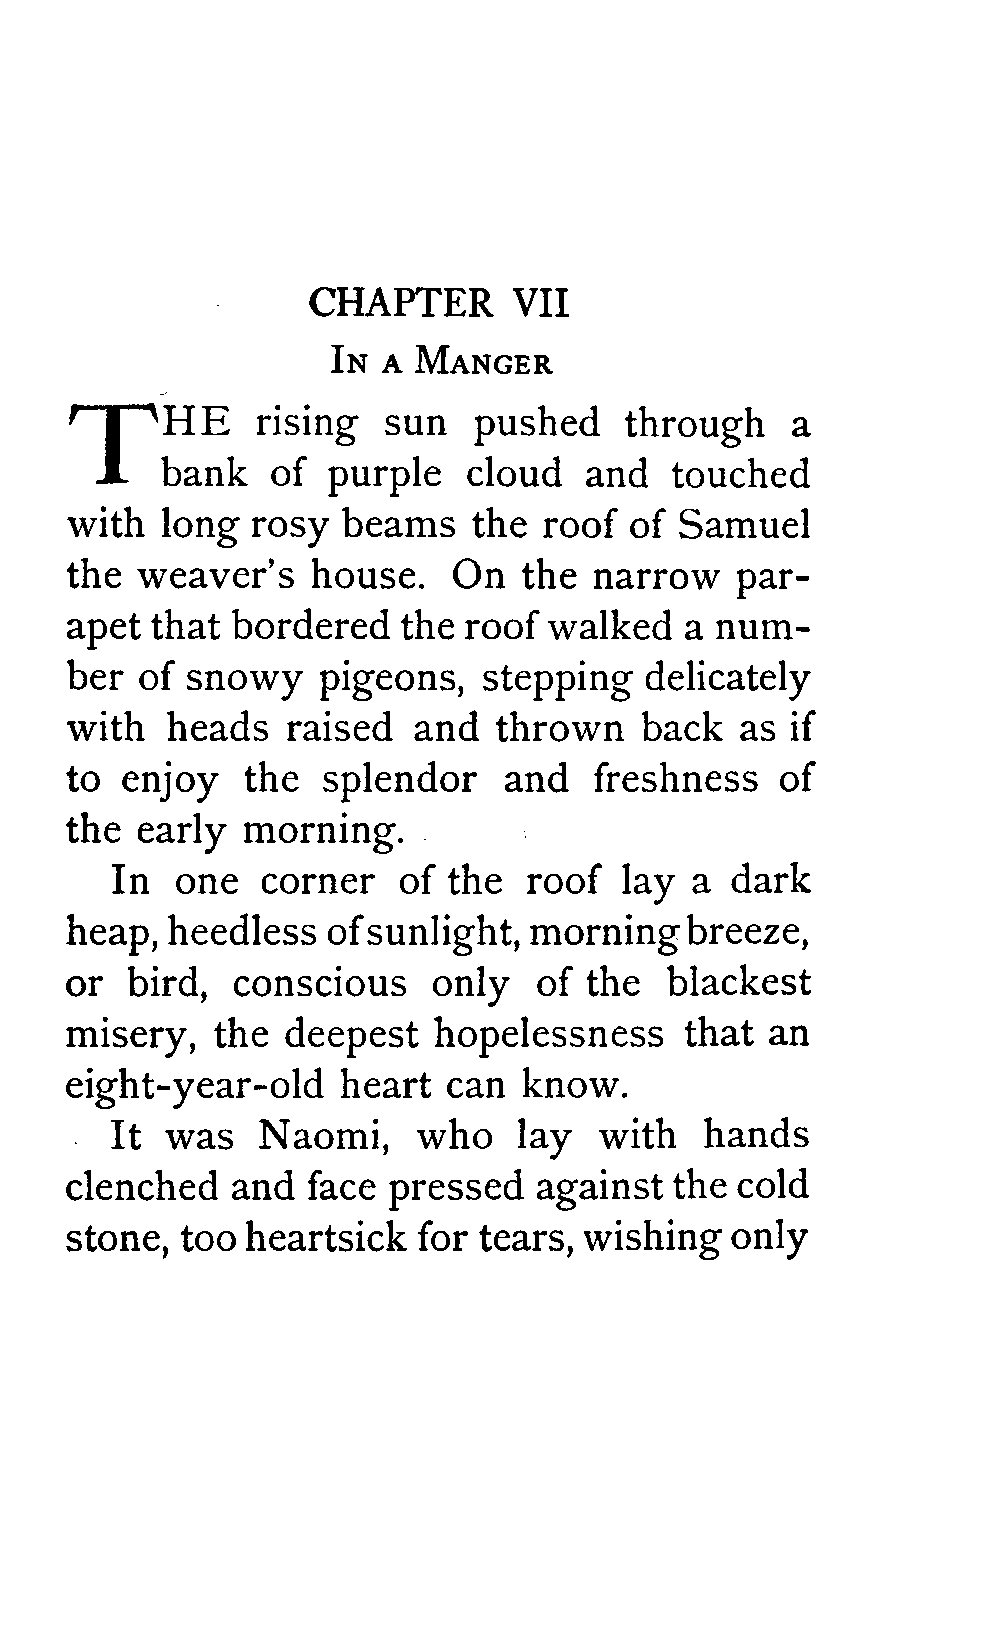 CHAPTER VII
IN A MANGER
THE rising sun pushed through a
bank of purple cloud and touched
with long rosy beams the roof of Samuel
the weaver's house. On the narrow par-
apet that bordered the roof walked a num-
ber of snowy pigeons, stepping delicately
with heads raised and thrown back as if
to enjoy the splendor and freshness of
the early morning.
In one corner of the roof lay a dark
heap, heedless of sunlight, morning breeze,
or bird, conscious only of the blackest
misery, the deepest hopelessness that an
eight-year-old heart can know.
It was Naomi, who lay with hands
clenched and face pressed against the cold
stone, too heartsick for tears, wishing only